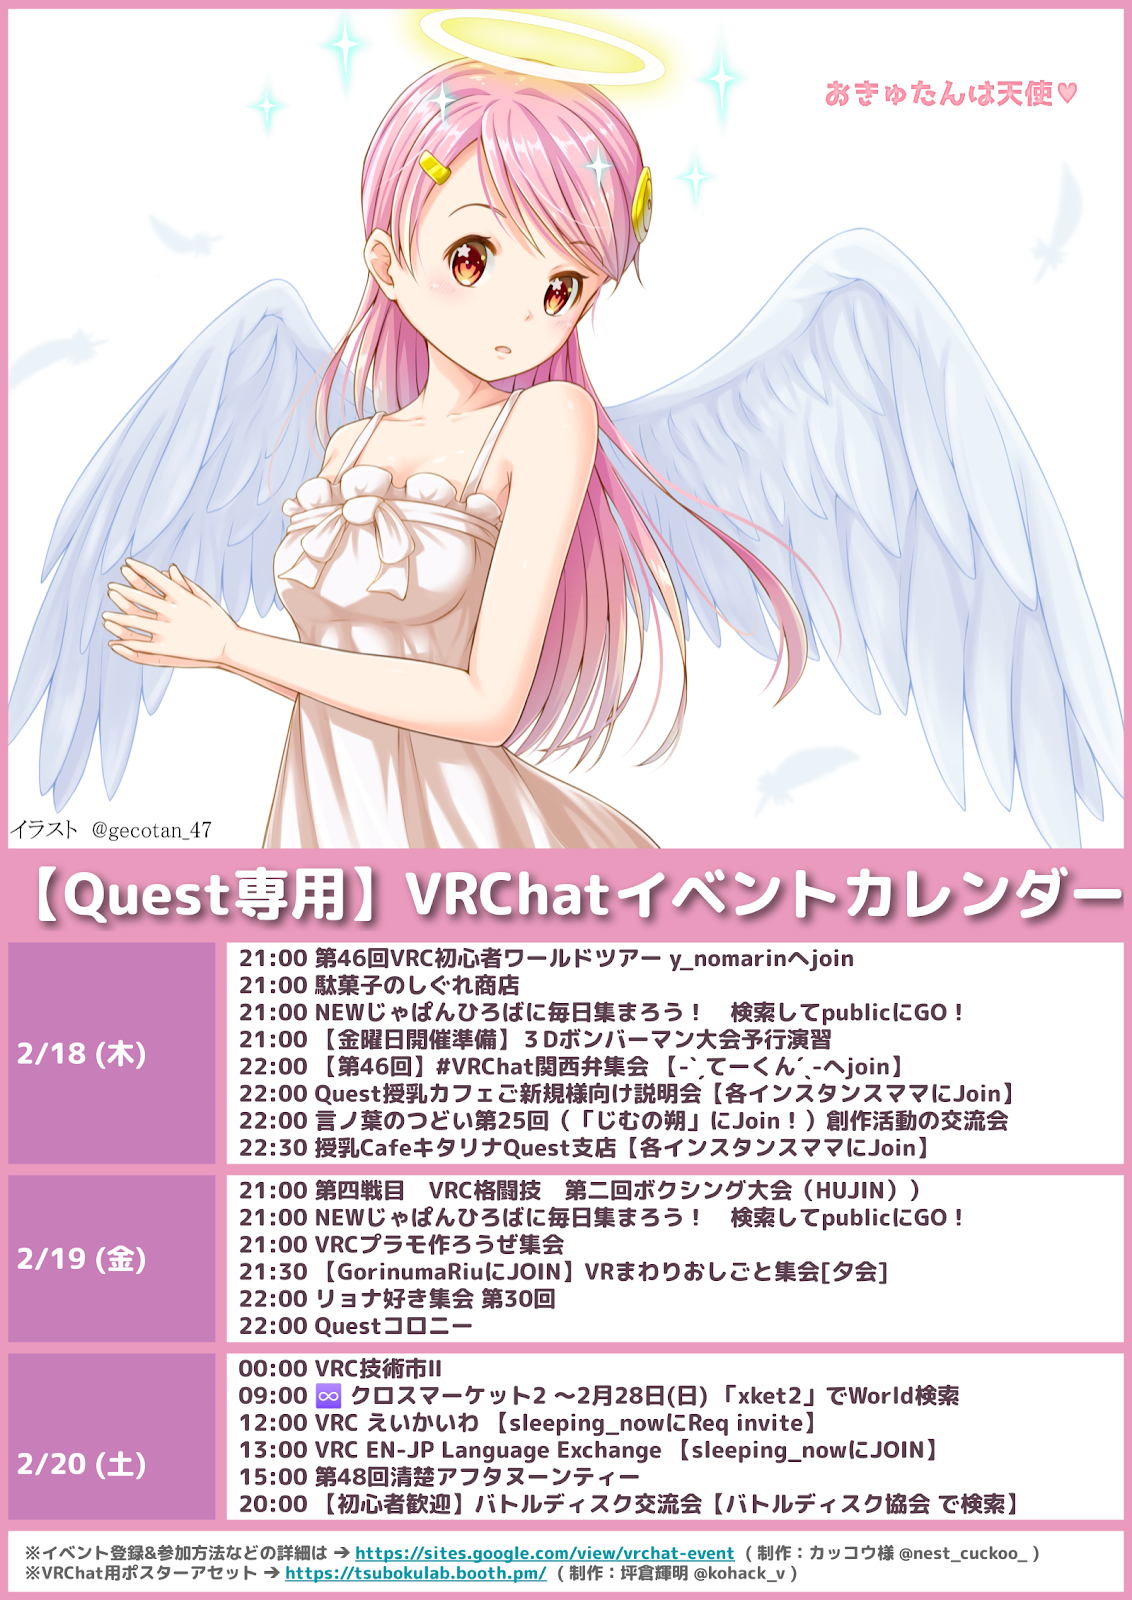 おきゅたんは天使♥
イラスト @gecotan_47
【Quest専用】VRChatイベントカレンダー
2/18 (木)
21:00 第46回VRC初心者ワールドツアー y_nomarinへjoin
21:00 駄菓子のしぐれ商店
21:00 NEWじゃぱんひろばに毎日集まろう！　検索してpublicにGO！
21:00 【金曜日開催準備】３Dボンバーマン大会予行演習
22:00 【第46回】#VRChat関西弁集会 【-`ˏてーくん´ˎ-へjoin】
22:00 Quest授乳カフェご新規様向け説明会【各インスタンスママにJoin】
22:00 言ノ葉のつどい第25回（「じむの朔」にJoin！）創作活動の交流会
22:30 授乳CafeキタリナQuest支店【各インスタンスママにJoin】
2/19 (金)
21:00 第四戦目　VRC格闘技　第二回ボクシング大会（HUJIN））
21:00 NEWじゃぱんひろばに毎日集まろう！　検索してpublicにGO！
21:00 VRCプラモ作ろうぜ集会
21:30 【GorinumaRiuにJOIN】VRまわりおしごと集会[夕会]
22:00 リョナ好き集会 第30回
22:00 Questコロニー
2/20 (土)
00:00 VRC技術市II
09:00 ♾ クロスマーケット2 〜2月28日(日) 「xket2」でWorld検索
12:00 VRC えいかいわ 【sleeping_nowにReq invite】
13:00 VRC EN-JP Language Exchange 【sleeping_nowにJOIN】
15:00 第48回清楚アフタヌーンティー
20:00 【初心者歓迎】バトルディスク交流会【バトルディスク協会 で検索】
※イベント登録&参加方法などの詳細は → https://sites.google.com/view/vrchat-event ( 制作：カッコウ様 @nest_cuckoo_ )
※VRChat用ポスターアセット → https://tsubokulab.booth.pm/ ( 制作：坪倉輝明 @kohack_v )